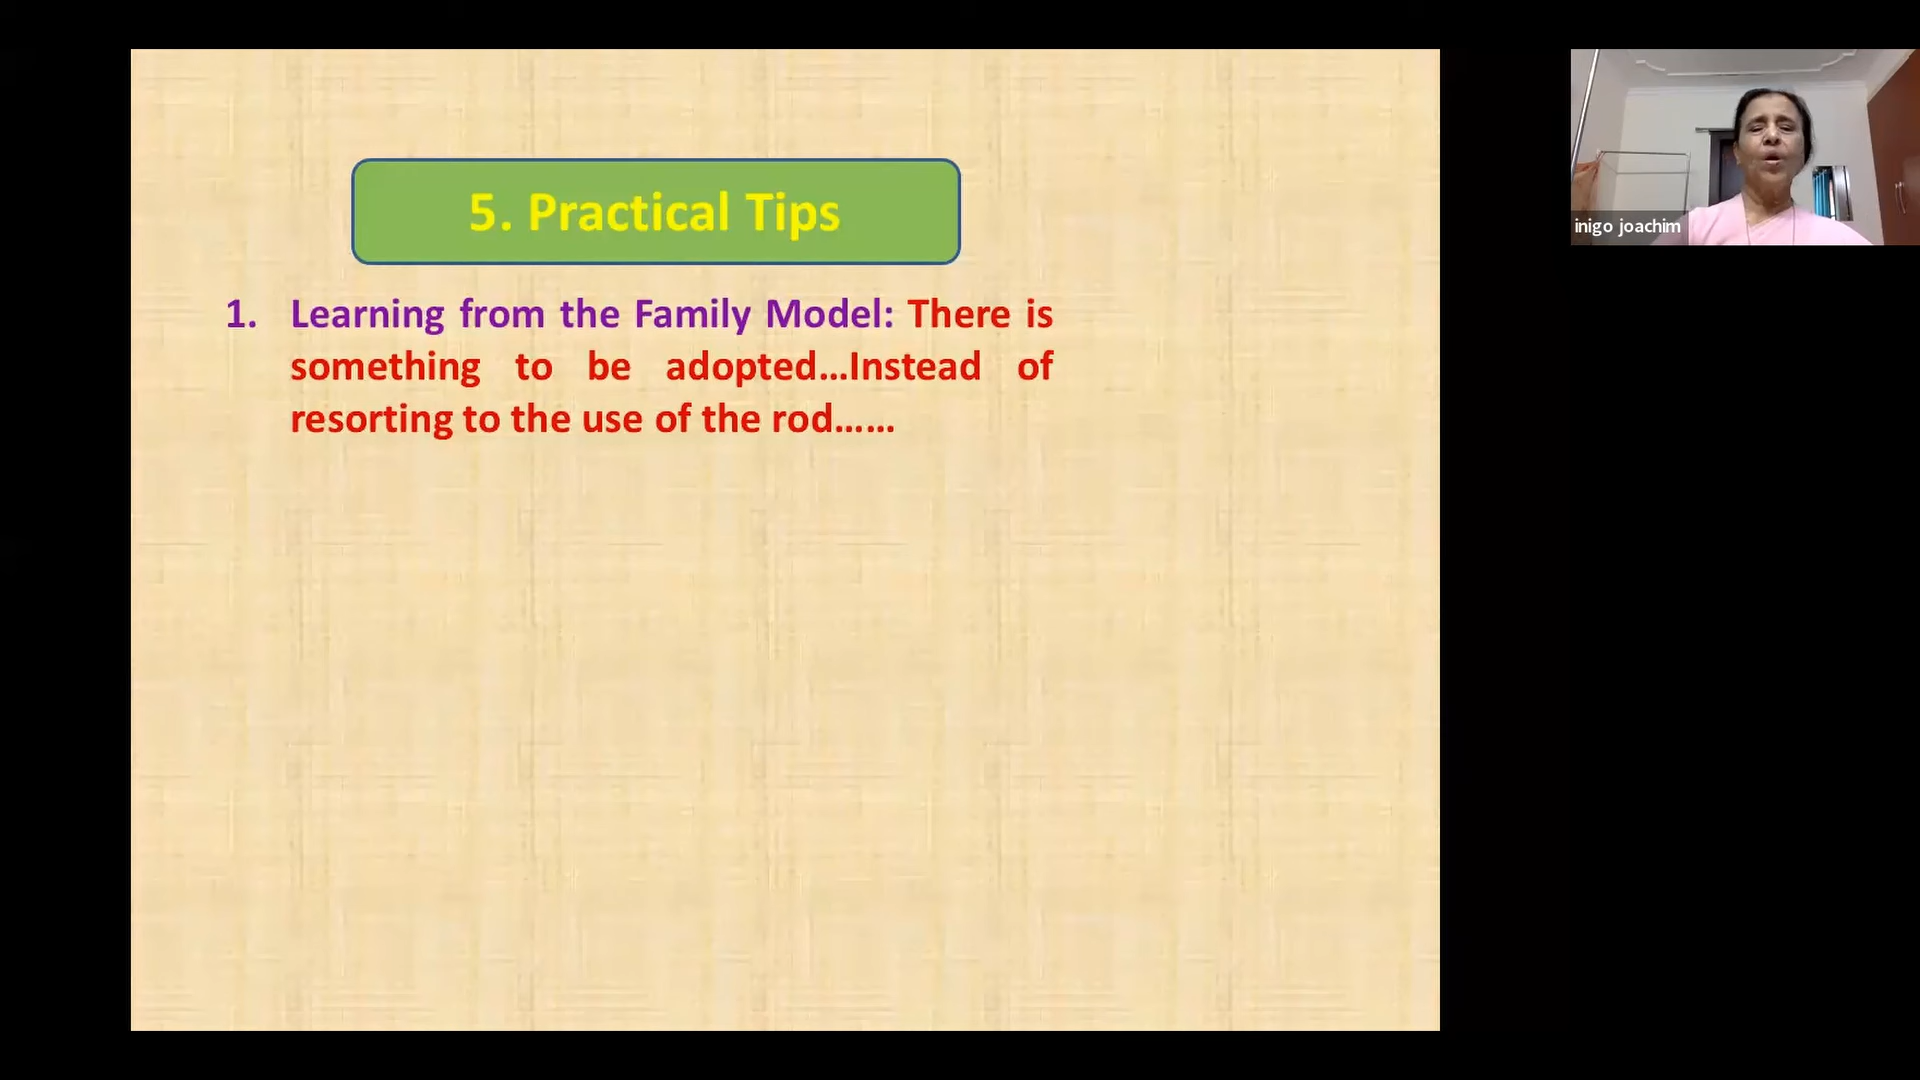 5. Practical Tips
1. Learning from the Family Model: There is
something to be adopted...Instead of
resorting to the use of the rod......
inigo joachim